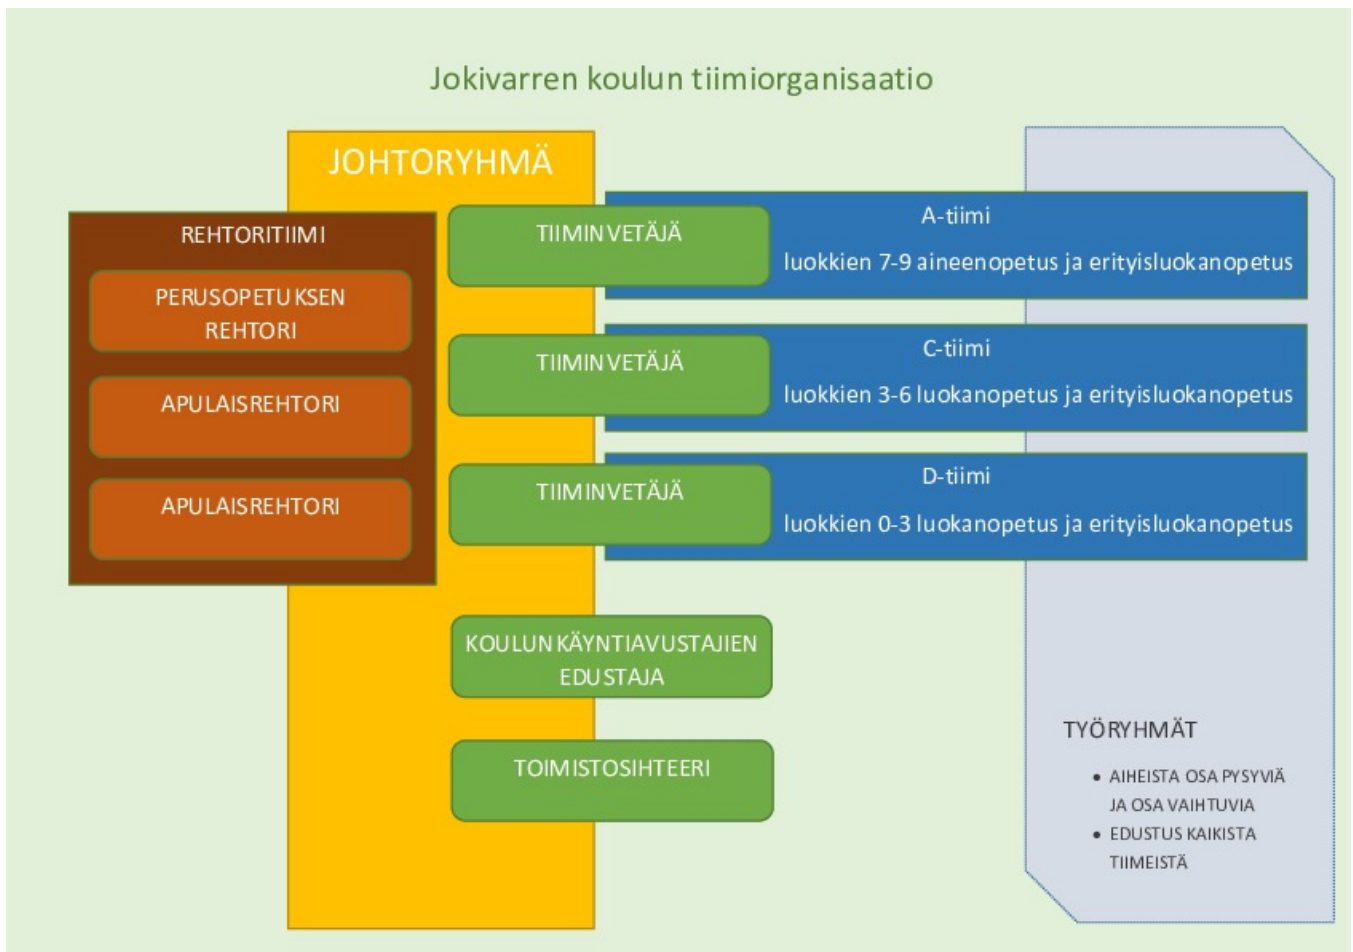 Jokivarren koulun tiimiorganisaatio
JOHTORYHMÄ
REHTORITIIMI
PERUSOPETUKSEN
REHTORI
APULAISREHTORI
APULAISREHTORI
TIIMINVETÄJÄ
A-tiimi
luokkien 7-9 aineenopetus ja erityisluokanopetus
TIIMINVETÄJÄ
C-tiimi
luokkien 3-6 luokanopetus ja erityisluokanopetus
TIIMINVETÄJÄ
D-tiimi
luokkien 0-3 luokanopetus ja erityisluokanopetus
KOULUNKÄYNTIAVUSTAJIEN
EDUSTAJA
TOIMISTOSIHTEERI
TYÖRYHMÄT
• AIHEISTA OSA PYSYVIÄ
JA OSA VAIHTUVIA
• EDUSTUS KAIKISTA
TIIMEISTÄ